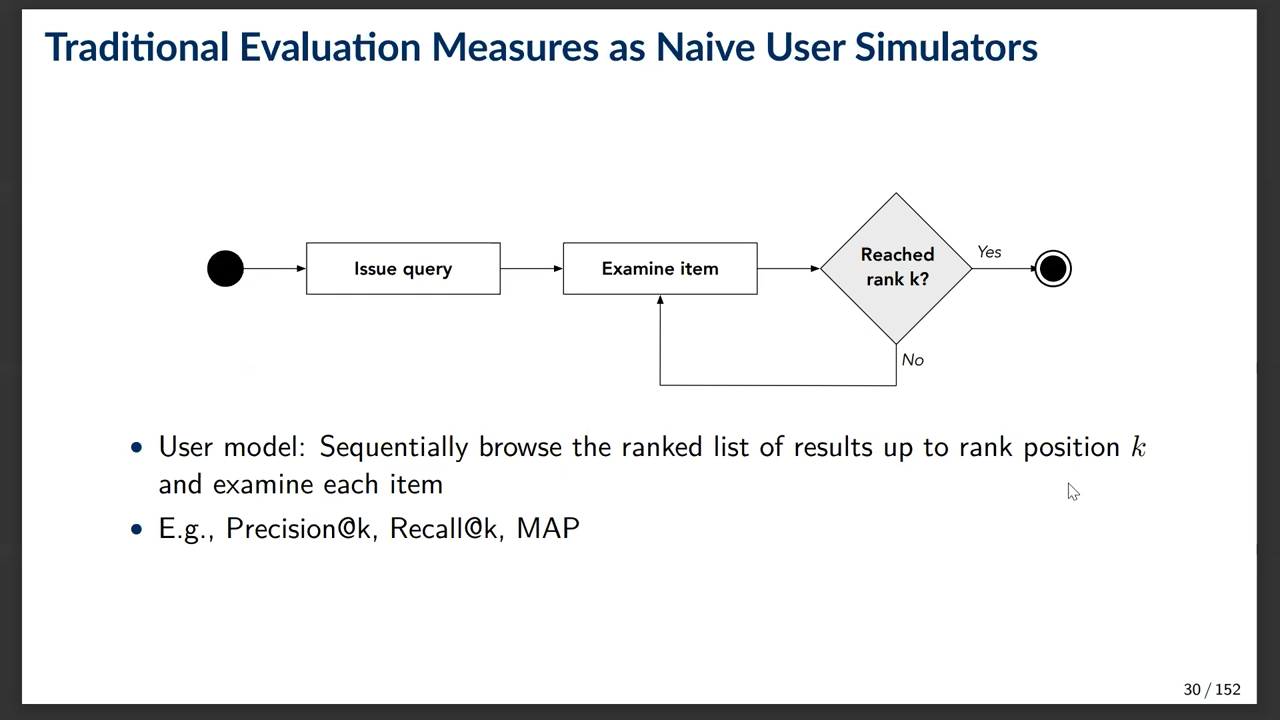 Traditional Evaluation Measures as Naive User Simulators
Issue query
Examine item
Reached
rank k?
Yes
No
• User model: Sequentially browse the ranked list of results up to rank position k
and examine each item
• E.g., Precision@k, Recall@k, MAP
30 / 152